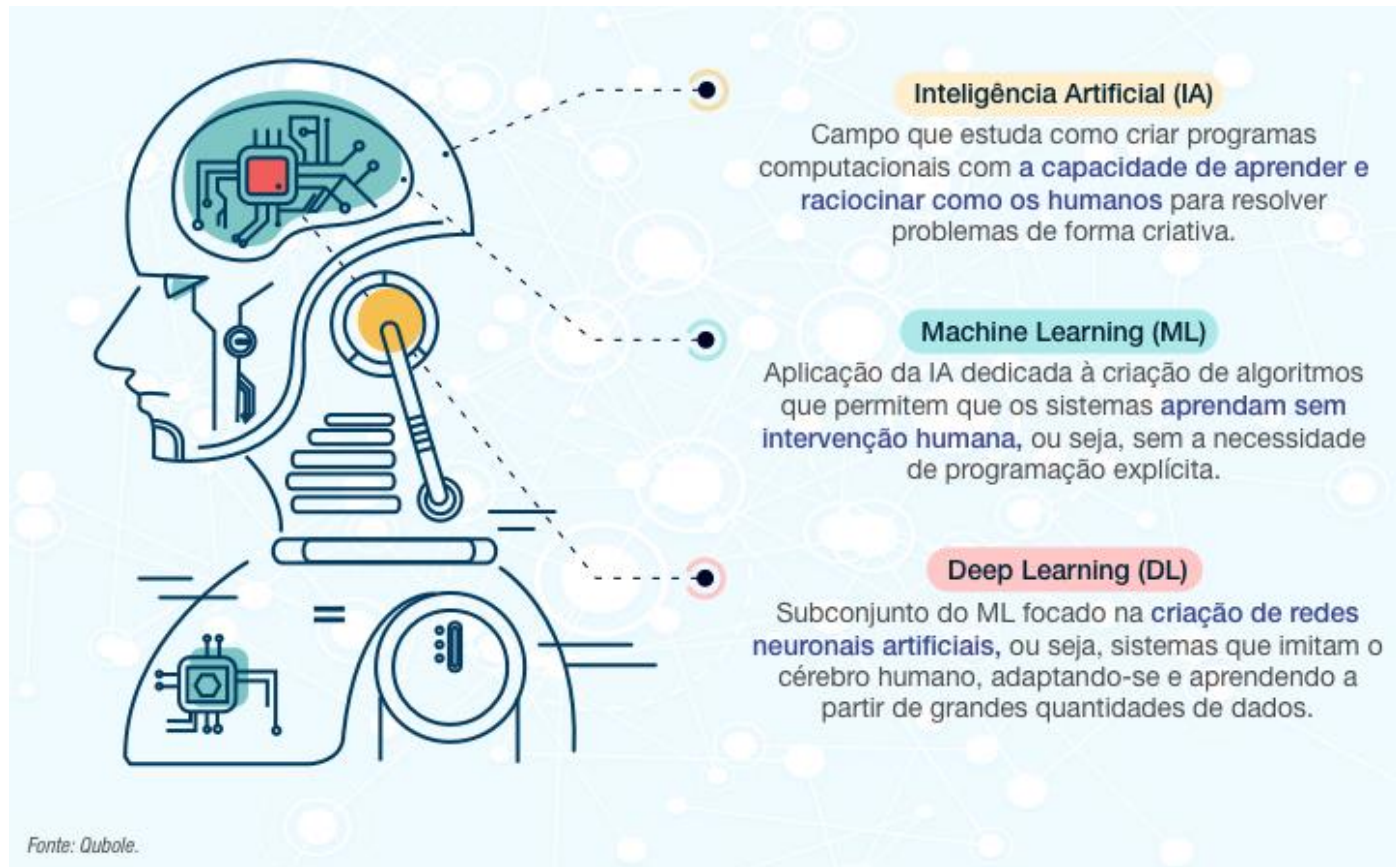 Inteligência Artificial (IA)
Campo que estuda como criar programas
computacionais com a capacidade de aprender e
raciocinar como os humanos para resolver
problemas de forma criativa.
Machine Learning (ML)
Aplicação da IA dedicada à criação de algoritmos
que permitem que os sistemas aprendam sem
intervenção humana, ou seja, sem a necessidade
de programação explícita.
Deep Learning (DL)
Subconjunto do ML focado na criação de redes
neuronais artificiais, ou seja, sistemas que imitam o
cérebro humano, adaptando-se e aprendendo a
partir de grandes quantidades de dados.
Fonte: Qubole.